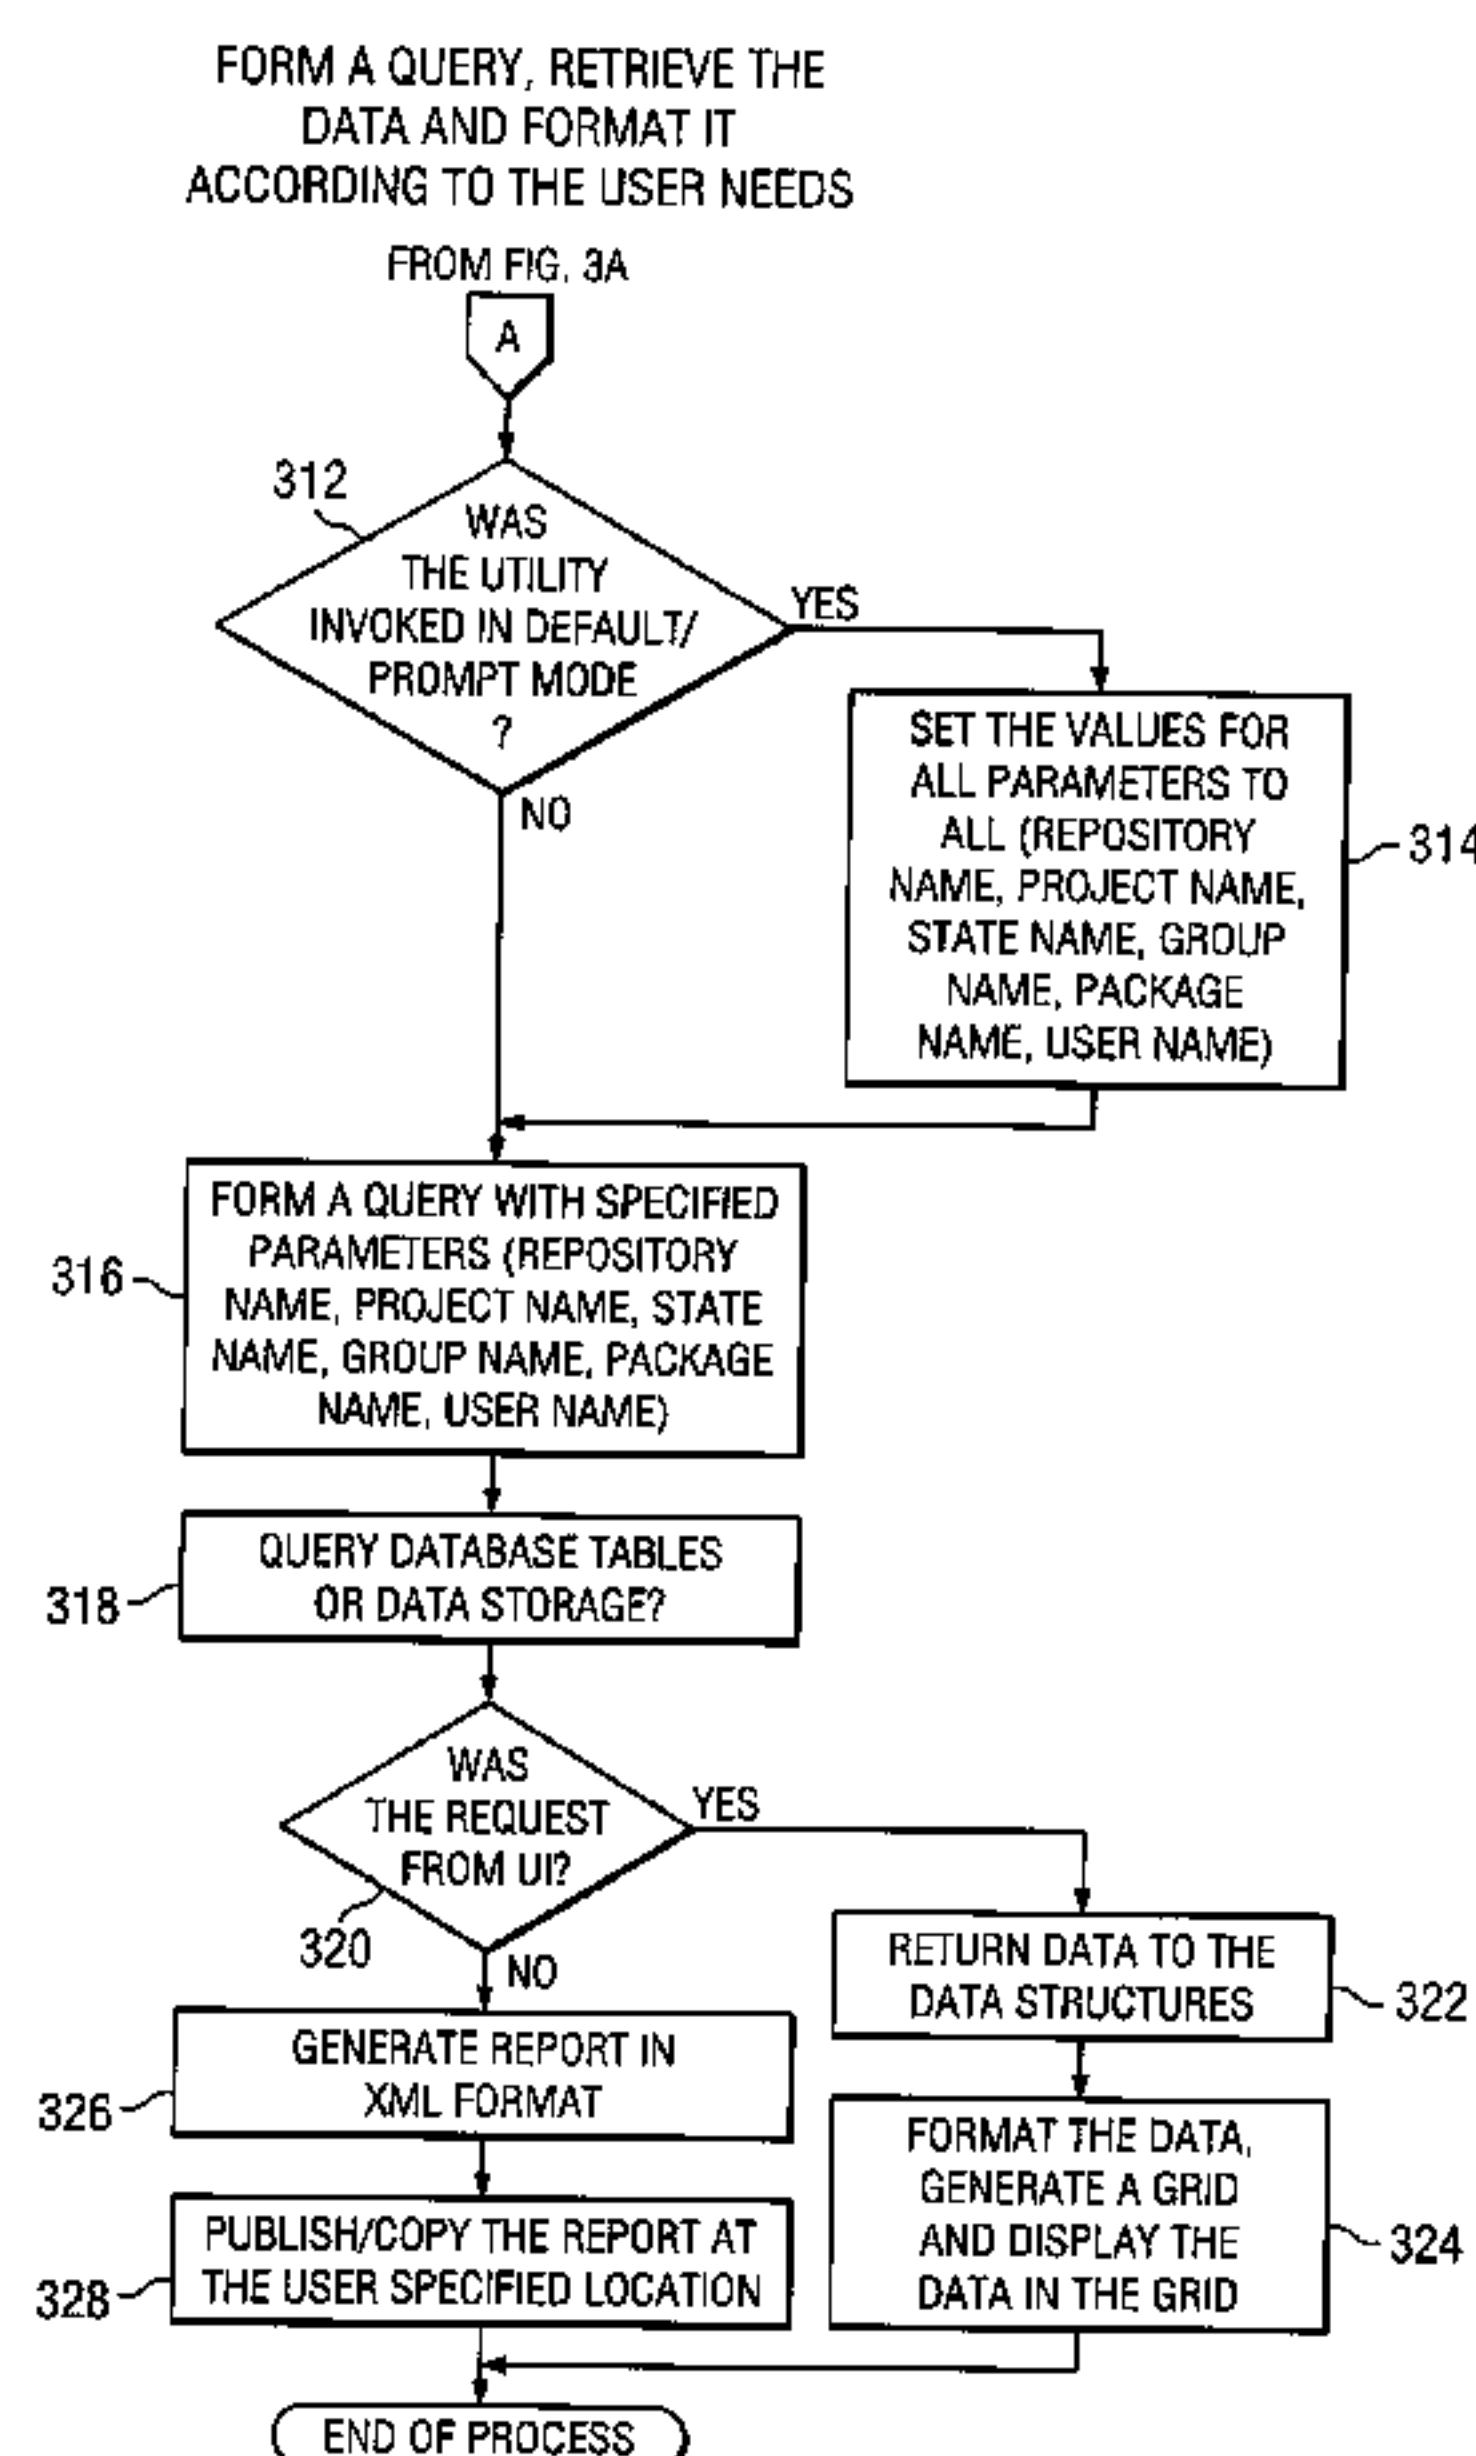 FORM A QUERY, RETRIEVE THE
DATA AND FORMAT IT
ACCORDING TO THE USER NEEDS
FROM FIG. 3A
A
312
WAS
THE UTILITY
INVOKED IN DEFAULT/
PROMPT MODE
?
YES
NO
SET THE VALUES FOR
ALL PARAMETERS TO
ALL (REPOSITORY
NAME, PROJECT NAME,
STATE NAME, GROUP
NAME, PACKAGE
NAME, USER NAME)
314
FORM A QUERY WITH SPECIFIED
PARAMETERS (REPOSITORY
NAME, PROJECT NAME, STATE
NAME, GROUP NAME, PACKAGE
NAME, USER NAME)
316
QUERY DATABASE TABLES
OR DATA STORAGE?
318
WAS
THE REQUEST
FROM UI?
YES
320
NO
RETURN DATA TO THE
DATA STRUCTURES
322
GENERATE REPORT IN
XML FORMAT
326
FORMAT THE DATA,
GENERATE A GRID
AND DISPLAY THE
DATA IN THE GRID
324
PUBLISH/COPY THE REPORT AT
THE USER SPECIFIED LOCATION
328
END OF PROCESS